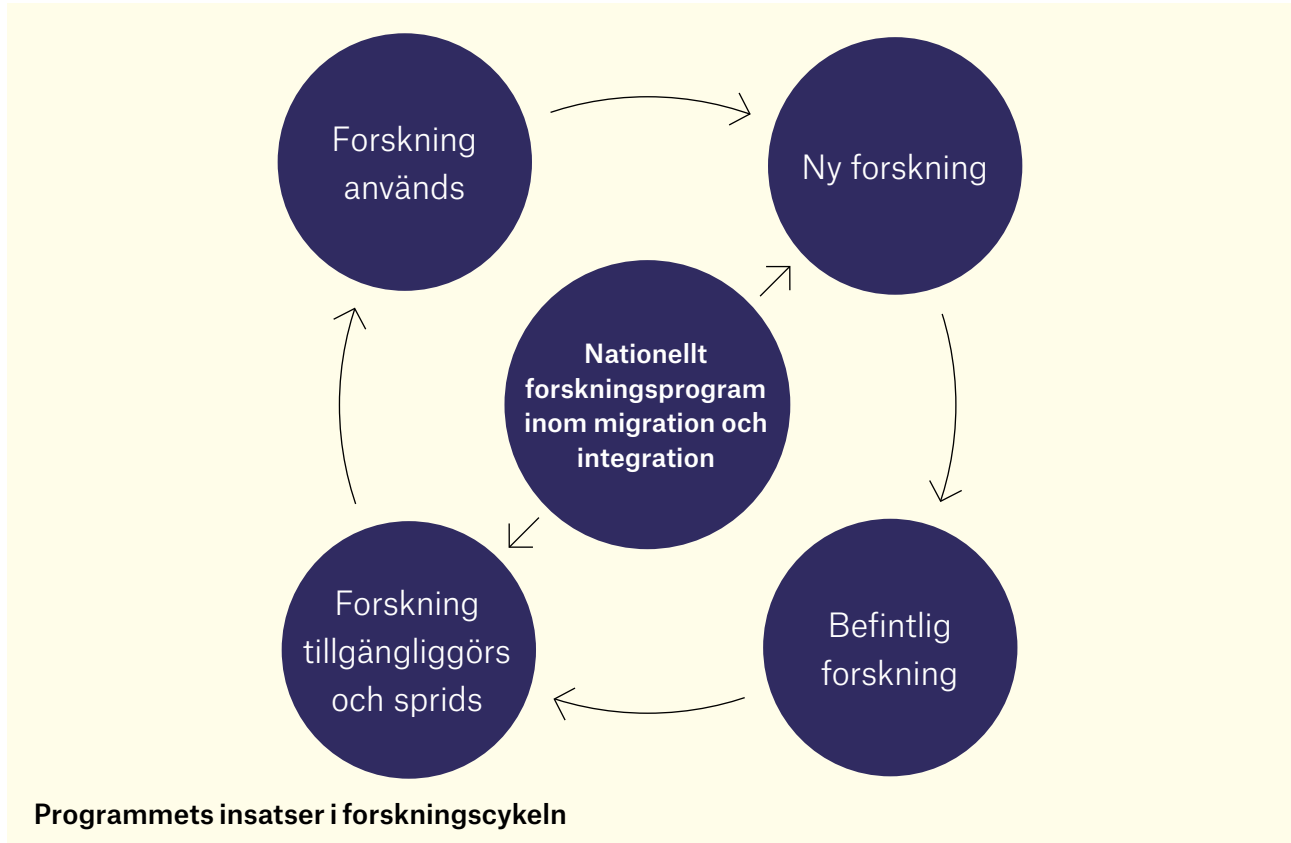 Forskning
används
Ny forskning
Nationellt
forskningsprogram
inom migration och
integration
Forskning
tillgängliggörs
och sprids
Befintlig
forskning
Programmets insatser i forskningscykeln